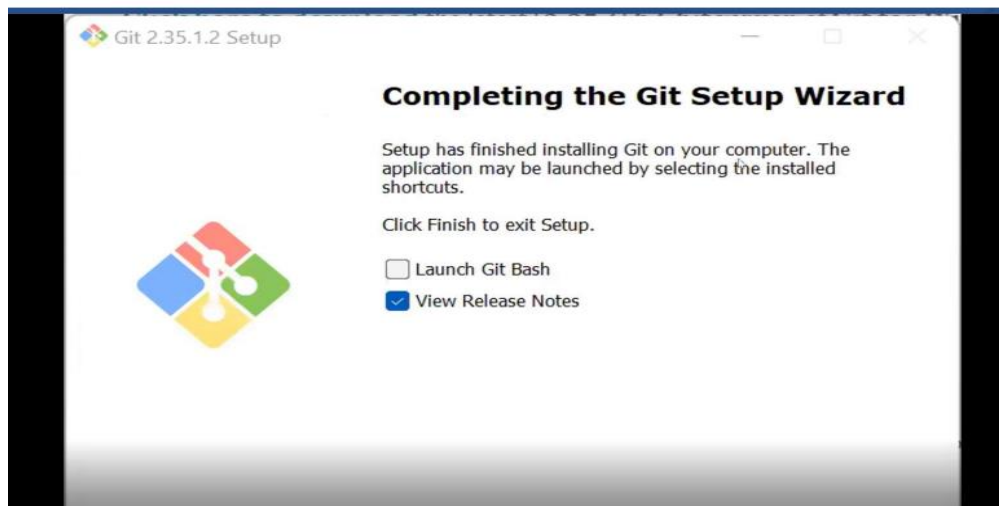 Git 2.35.1.2 Setup
Completing the Git Setup Wizard
Setup has finished installing Git on your computer. The
application may be launched by selecting the installed
shortcuts.
Click Finish to exit Setup.
Launch Git Bash
View Release Notes